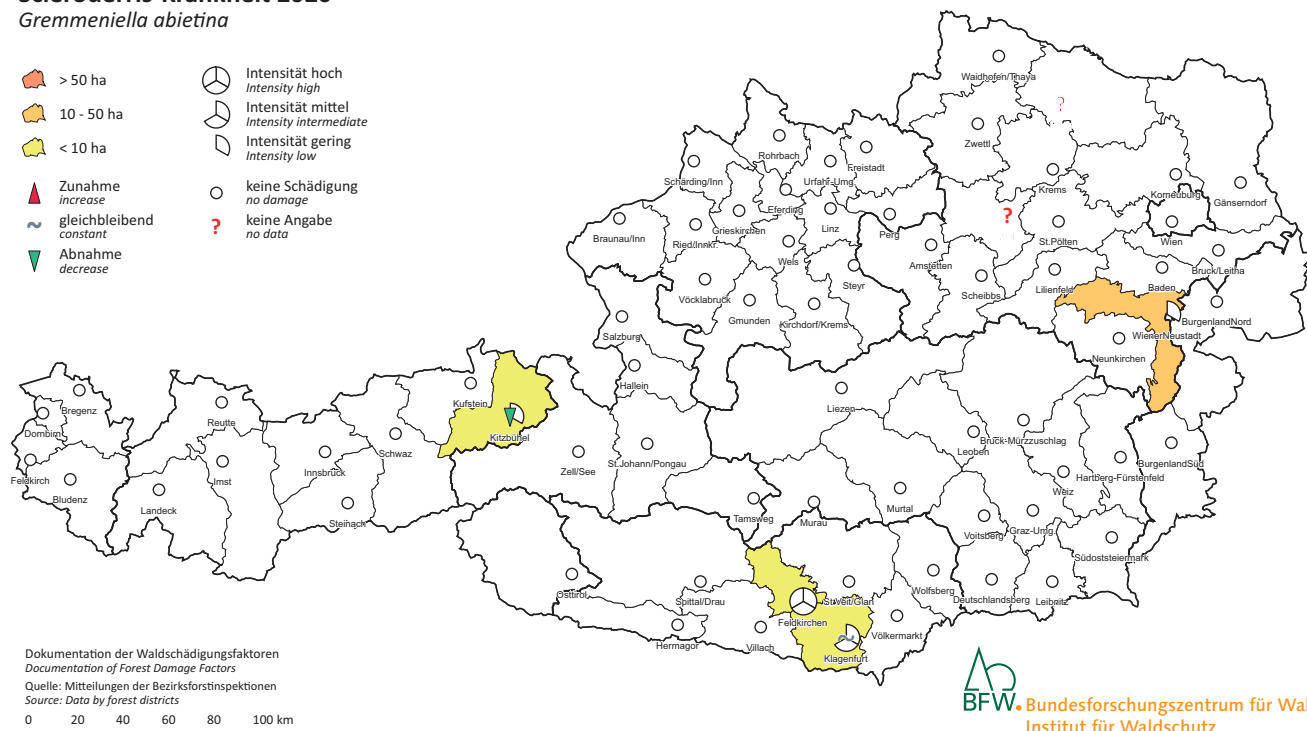 Gremmeniella abietina
> 50 ha
10 - 50 ha
< 10 ha
Zunahme
increase
~ gleichbleibend
constant
Abnahme
decrease
Intensität hoch
Intensity high
Intensität mittel
Intensity intermediate
Intensität gering
Intensity low
keine Schädigung
no damage
? keine Angabe
no data
Waidhofen/Thaya
?
Zwettl
Krems
Korneuburg
Gänserndorf
?
St.Pölten
Wien
Bruck/Leitha
Amstetten
Scheibbs
Lilienfeld
Baden
BurgenlandNord
WienerNeustadt
Neunkirchen
Rohrbach
Freistadt
Schärding/Inn
Urfahr-Umg.
Eferding
Grieskirchen
Linz
Perg
Braunau/Inn
Ried/Innkr.
Wels
Steyr
Vöcklabruck
Gmunden
Kirchdorf/Krems
Salzburg
Hallein
Liezen
Bruck-Mürzzuschlag
Leoben
Hartberg-Fürstenfeld
BurgenlandSüd
Weiz
Kufstein
Kitzbühel
Bregenz
Reutte
Dornbirn
Schwaz
Innsbruck
Feldkirch
Bludenz
Imst
Landeck
Steinach
Zell/See
St.Johann/Pongau
Tamsweg
Murau
Murtal
Voitsberg
Graz-Umg.
Südoststeiermark
Osttirol
Spittal/Drau
St.Veit/Glan
Wolfsberg
Deutschlandsberg
Leibnitz
Feldkirchen
Hermagor
Villach
~
Klagenfurt
Völkermarkt
Dokumentation der Waldschädigungsfaktoren
Documentation of Forest Damage Factors
Quelle: Mitteilungen der Bezirksforstinspektionen
Source: Data by forest districts
0 20 40 60 80 100 km
BFW.
Bundesforschungszentrum für
Institut für Waldschutz